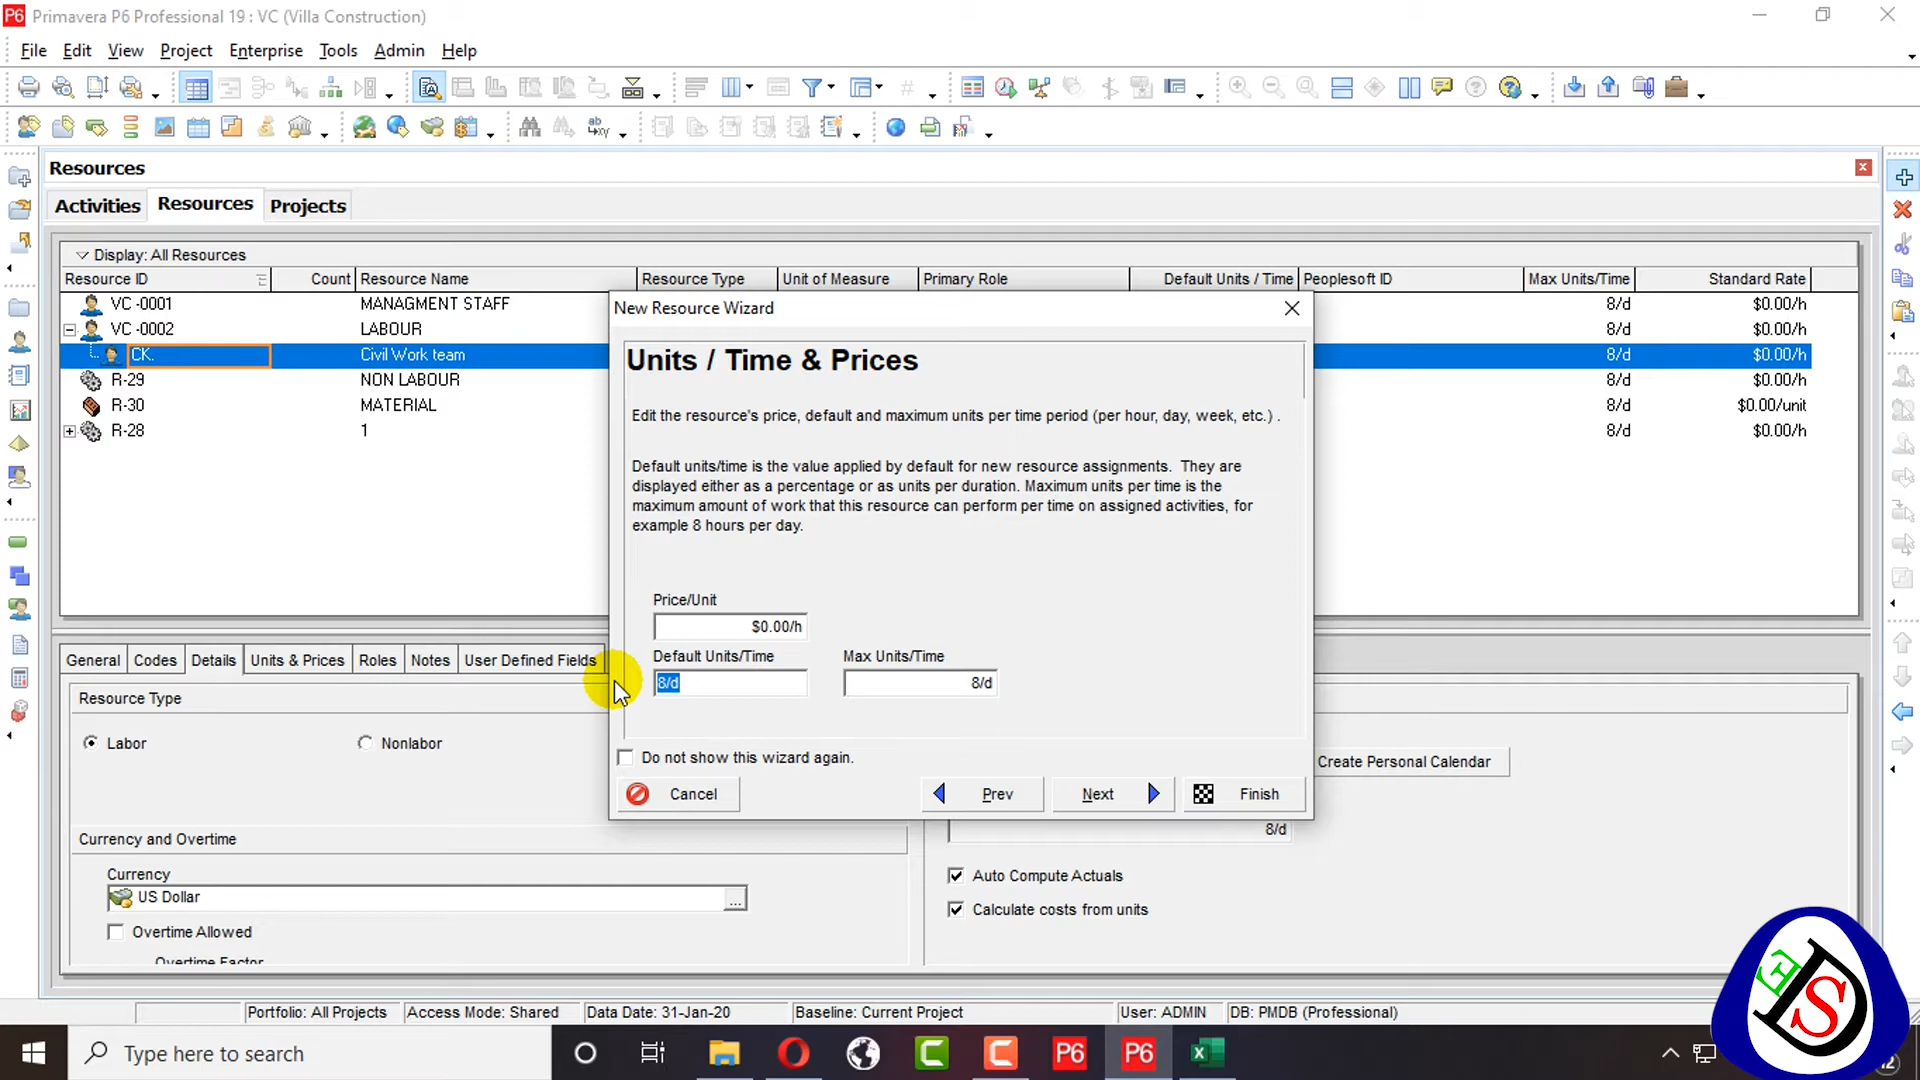 Primavera P6 Professional 19 : VC (Villa Construction)
File Edit View Project Enterprise Tools Admin Help
Resources
Activities Resources Projects
Display: All Resources
Resource ID Count Resource Name Resource Type Unit of Measure Primary Role Default Units / Time Peoplesoft ID Max Units/Time Standard Rate
VC -0001 MANAGMENT STAFF 8/d $0.00/h
VC -0002 LABOUR 8/d $0.00/h
CK. Civil Work team 8/d $0.00/h
R-29 NON LABOUR 8/d $0.00/h
R-30 MATERIAL 8/d $0.00/unit
R-28 1 8/d $0.00/h
New Resource Wizard
Units / Time & Prices
Edit the resource's price, default and maximum units per time period (per hour, day, week, etc.) .
Default units/time is the value applied by default for new resource assignments. They are
displayed either as a percentage or as units per duration. Maximum units per time is the
maximum amount of work that this resource can perform per time on assigned activities, for
example 8 hours per day.
Price/Unit
$0.00/h
Default Units/Time Max Units/Time
8/d 8/d
Do not show this wizard again.
Cancel Prev Next Finish
General Codes Details Units & Prices Roles Notes User Defined Fields
Resource Type
Labor Nonlabor
Create Personal Calendar
8/d
Currency and Overtime
Currency
US Dollar
...
Overtime Allowed
Overtime Factor
Auto Compute Actuals
Calculate costs from units
Portfolio: All Projects Access Mode: Shared Data Date: 31-Jan-20 Baseline: Current Project User: ADMIN DB: PMDB (Professional)
Type here to search